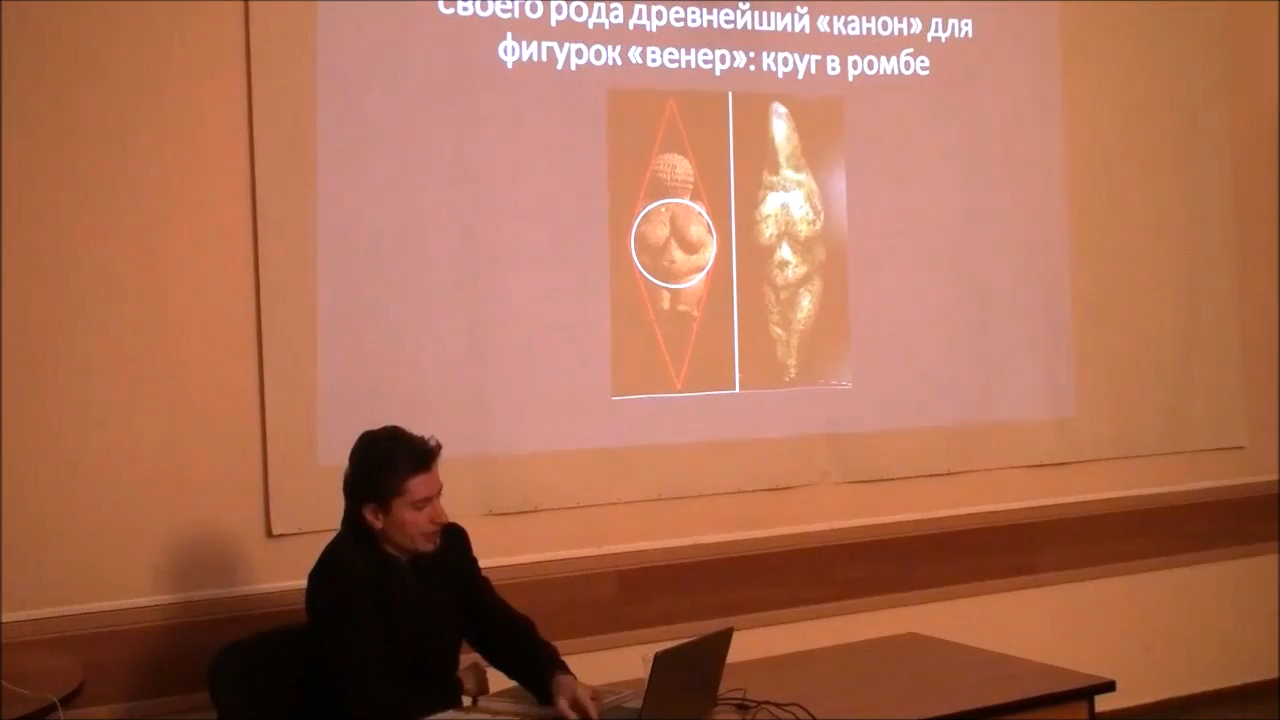 своего рода древнейший «канон» для
фигурок «венер»: круг в ромбе